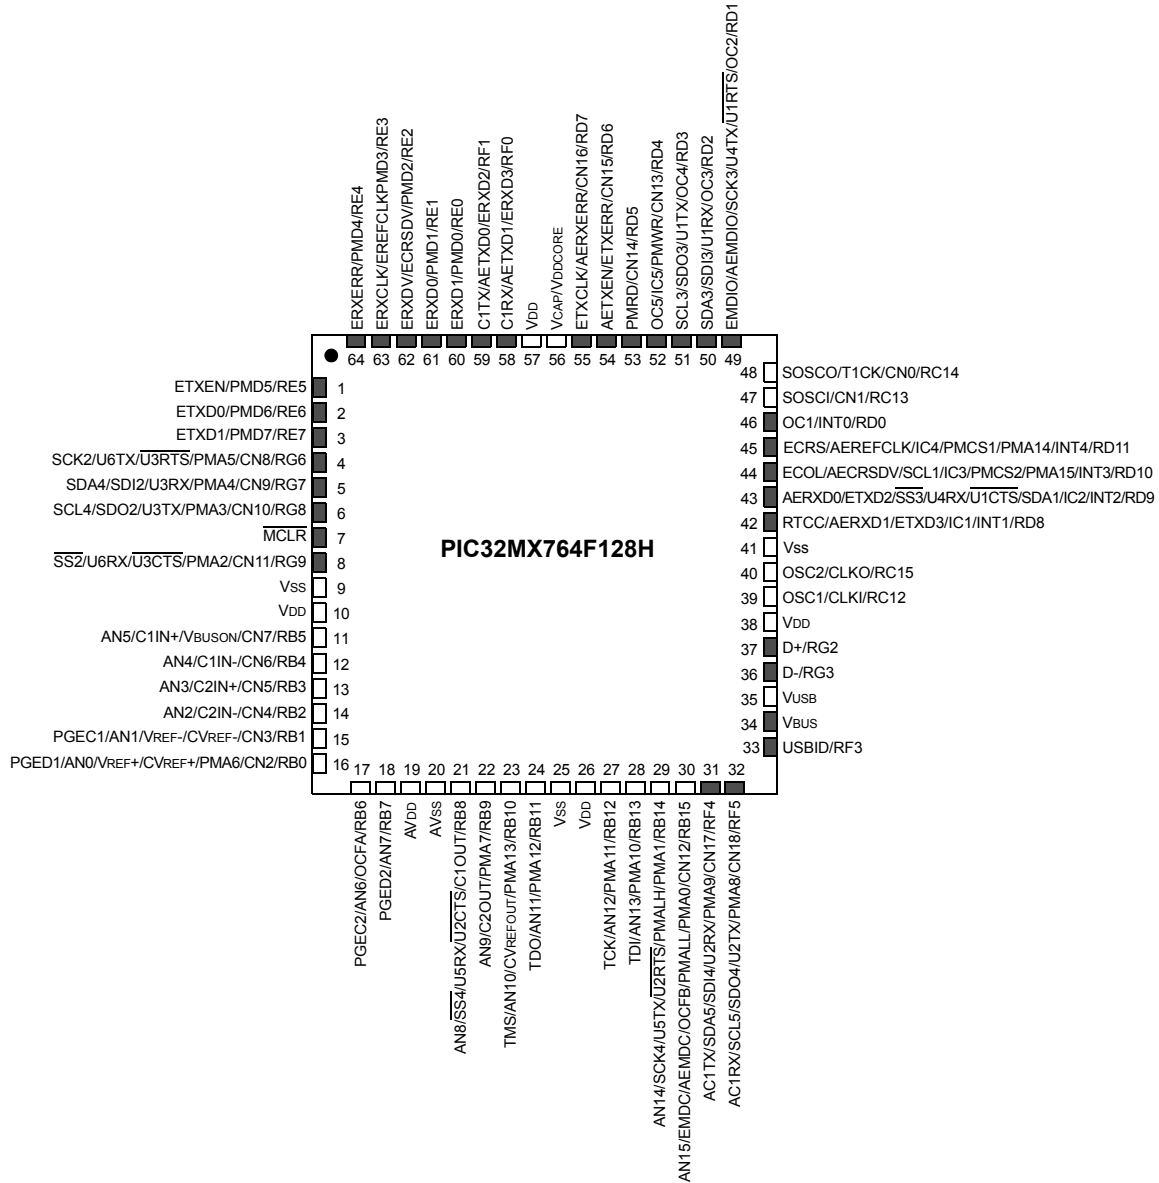 ERXERR/PMD4/RE4
ERXCLK/EREFCLKPMD3/RE3
ERXDV/ECRSDV/PMD2/RE2
ERXD0/PMD1/RE1
ERXD1/PMD0/RE0
C1TX/AETXD0/ERXD2/RF1
C1RX/AETXD1/ERXD3/RF0
VDD
VCAP/VDDCORE
ETXCLK/AERXERR/CN16/RD7
AETXEN/ETXERR/CN15/RD6
PMRD/CN14/RD5
OC5/IC5/PMWR/CN13/RD4
SCL3/SDO3/U1TX/OC4/RD3
SDA3/SDI3/U1RX/OC3/RD2
EMDIO/AEMDIO/SCK3/U4TX/U1RTS/OC2/RD1
64 63 62 61 60 59 58 57 56 55 54 53 52 51 50 49
ETXEN/PMD5/RE5 1
ETXD0/PMD6/RE6 2
ETXD1/PMD7/RE7 3
SCK2/U6TX/U3RTS/PMA5/CN8/RG6 4
SDA4/SDI2/U3RX/PMA4/CN9/RG7 5
SCL4/SDO2/U3TX/PMA3/CN10/RG8 6
MCLR 7
SS2/U6RX/U3CTS/PMA2/CN11/RG9 8
VSS 9
VDD 10
AN5/C1IN+/VBUSON/CN7/RB5 11
AN4/C1IN-/CN6/RB4 12
AN3/C2IN+/CN5/RB3 13
AN2/C2IN-/CN4/RB2 14
PGEC1/AN1/VREF-/CVREF-/CN3/RB1 15
PGED1/AN0/VREF+/CVREF+/PMA6/CN2/RB0 16
PIC32MX764F128H
48 SOSCO/T1CK/CN0/RC14
47 SOSCI/CN1/RC13
46 OC1/INT0/RD0
45 ECRS/AEREFCLK/IC4/PMCS1/PMA14/INT4/RD11
44 ECOL/AECRSDV/SCL1/IC3/PMCS2/PMA15/INT3/RD10
43 AERXD0/ETXD2/SS3/U4RX/U1CTS/SDA1/IC2/INT2/RD9
42 RTCC/AERXD1/ETXD3/IC1/INT1/RD8
41 Vss
40 OSC2/CLKO/RC15
39 OSC1/CLKI/RC12
38 VDD
37 D+/RG2
36 D-/RG3
35 VUSB
34 VBUS
33 USBID/RF3
17 18 19 20 21 22 23 24 25 26 27 28 29 30 31 32
PGEC2/AN6/OCFA/RB6
PGED2/AN7/RB7
AVDD
AVSS
AN8/SS4/U5RX/U2CTS/C1OUT/RB8
AN9/C2OUT/PMA7/RB9
TMS/AN10/CVREFOUT/PMA13/RB10
TDO/AN11/PMA12/RB11
VSS
VDD
TCK/AN12/PMA11/RB12
TDI/AN13/PMA10/RB13
AN14/SCK4/U5TX/U2RTS/PMALH/PMA1/RB14
AN15/EMDC/AEMDC/OCFB/PMALL/PMA0/CN12/RB15
AC1TX/SDA5/SDI4/U2RX/PMA9/CN17/RF4
AC1RX/SCL5/SDO4/U2TX/PMA8/CN18/RF5